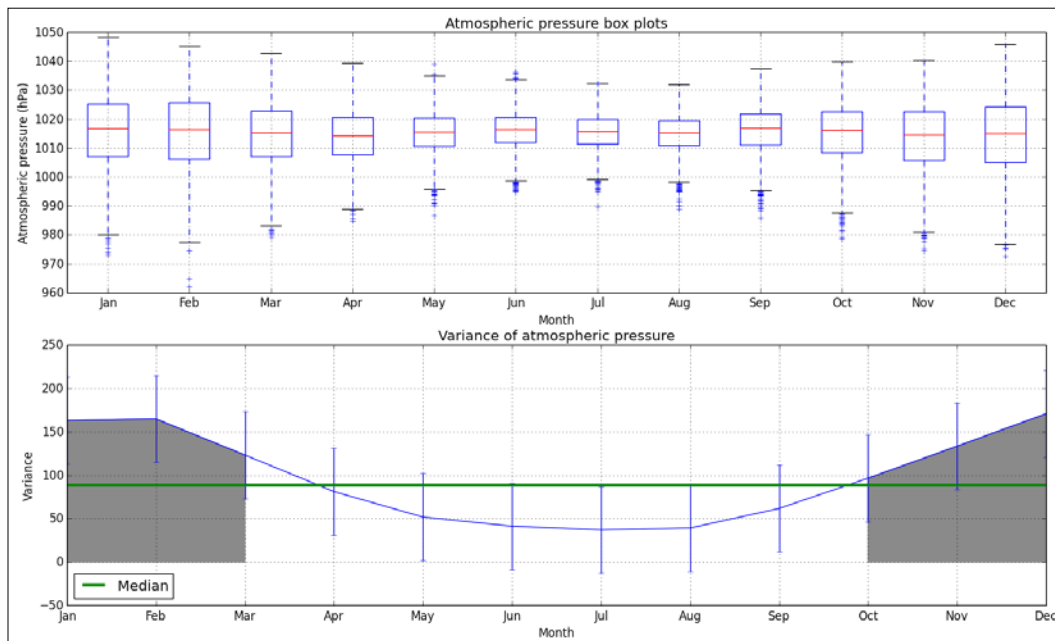 Atmospheric pressure box plots
Atmospheric pressure (hPa)
1050
1040
1030
1020
1010
1000
990
980
970
960
Jan Feb Mar Apr May Jun Jul Aug Sep Oct Nov Dec
Month
Variance of atmospheric pressure
Variance
250
200
150
100
50
0
−50
Median
Jan Feb Mar Apr May Jun Jul Aug Sep Oct Nov Dec
Month